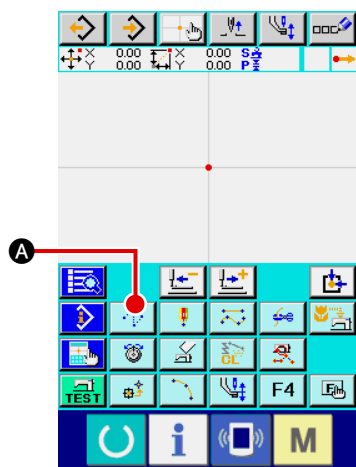 X 0.00 X 0.00 S
Y 0.00 Y 0.00 P
A
CL
TEST F4 F
i M